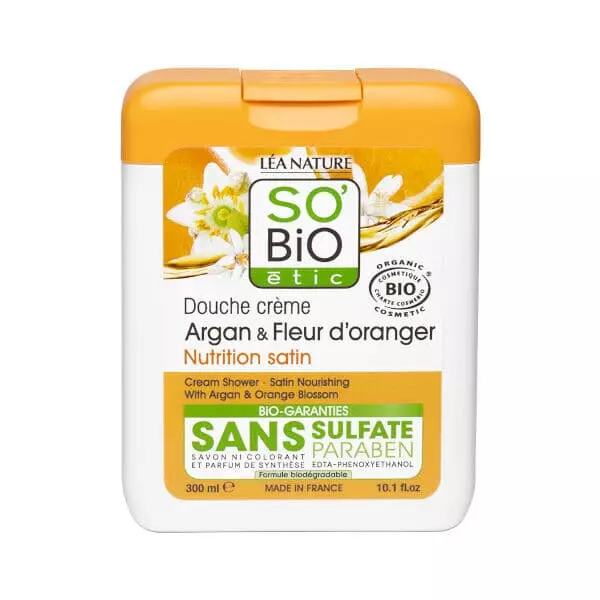 LÉA NATURE
SO'
BiO
étic
ORGANIC
COSMÉTIQUE
BIO
CHARTE COSMEBIO
COSMETIC
Douche crème
Argan & Fleur d'oranger
Nutrition satin
Cream Shower - Satin Nourishing
With Argan & Orange Blossom
BiO-GARANTIES
SANS SULFATE
PARABEN
SAVON NI COLORANT
ET PARFUM DE SYNTHÈSE EDTA-PHENOXYETHANOL
Formule biodégradable
300 ml e MADE IN FRANCE 10.1 fl.oz